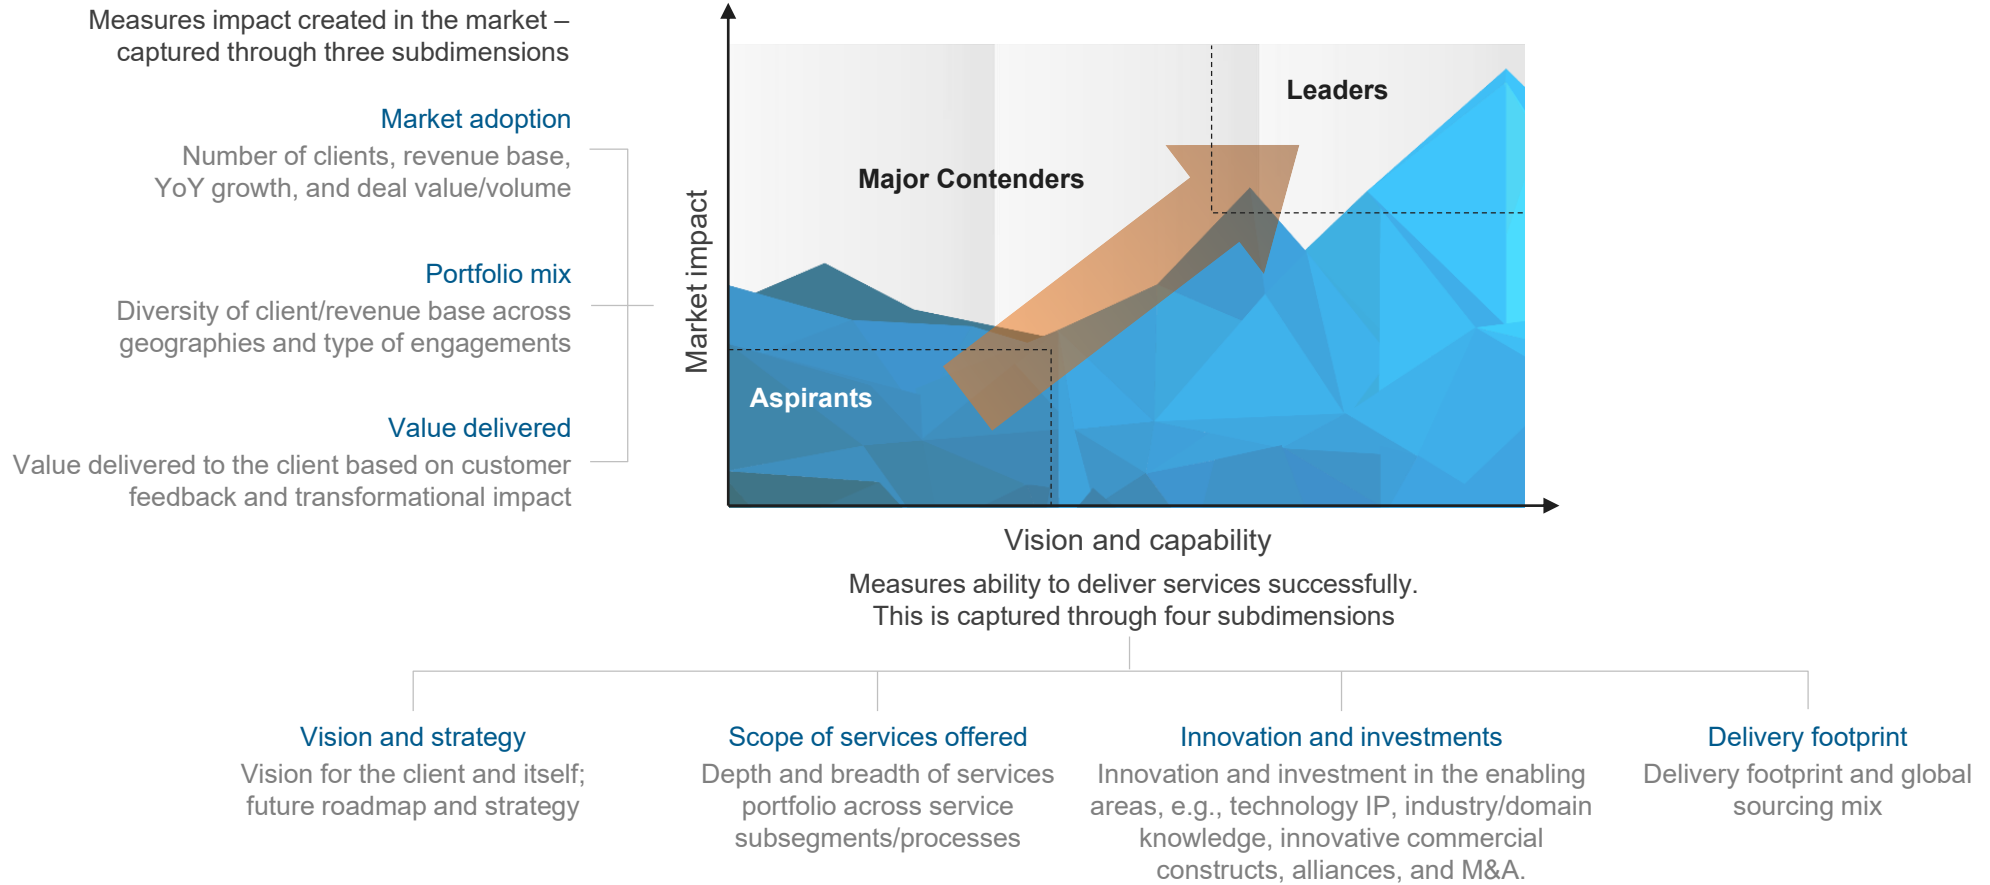 Measures impact created in the market –
captured through three subdimensions
Market adoption
Number of clients, revenue base,
YoY growth, and deal value/volume
Portfolio mix
Diversity of client/revenue base across
geographies and type of engagements
Value delivered
Value delivered to the client based on customer
feedback and transformational impact
Market impact
Leaders
Major Contenders
Aspirants
Vision and capability
Measures ability to deliver services successfully.
This is captured through four subdimensions
Vision and strategy
Vision for the client and itself;
future roadmap and strategy
Scope of services offered
Depth and breadth of services
portfolio across service
subsegments/processes
Innovation and investments
Innovation and investment in the enabling
areas, e.g., technology IP, industry/domain
knowledge, innovative commercial
constructs, alliances, and M&A.
Delivery footprint
Delivery footprint and global
sourcing mix